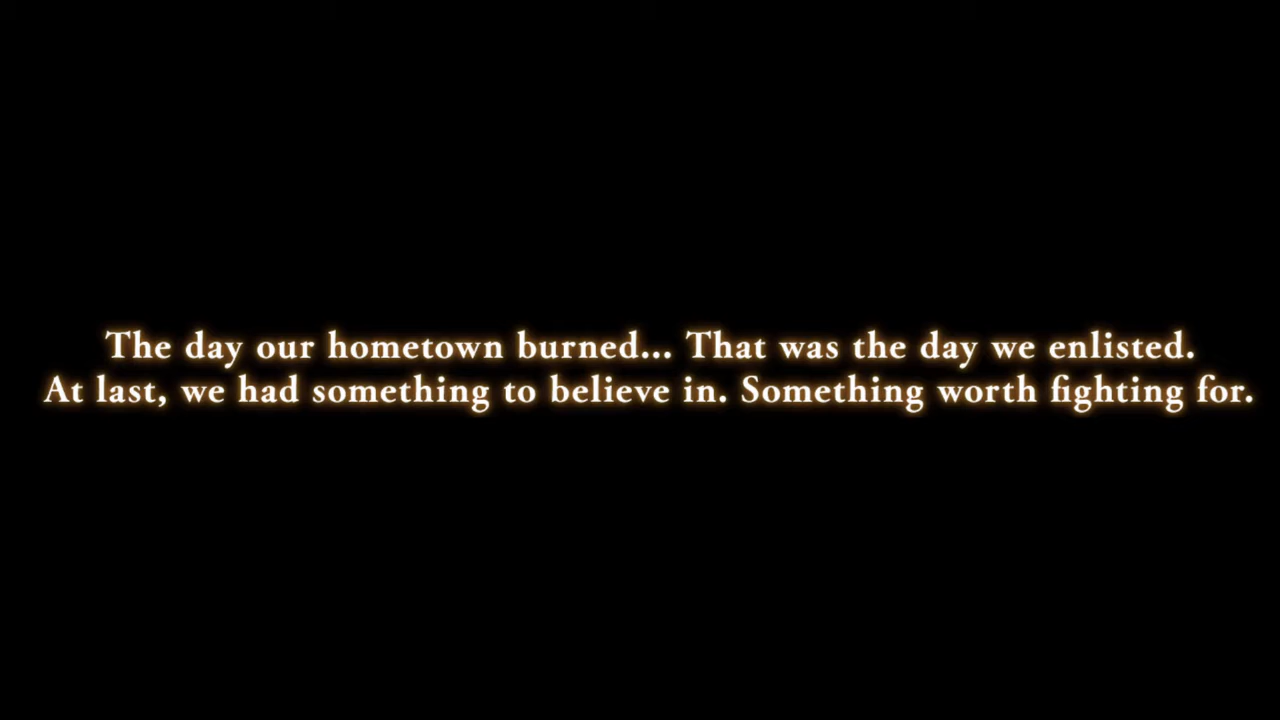 The day our hometown burned... That was the day we enlisted.
At last, we had something to believe in. Something worth fighting for.